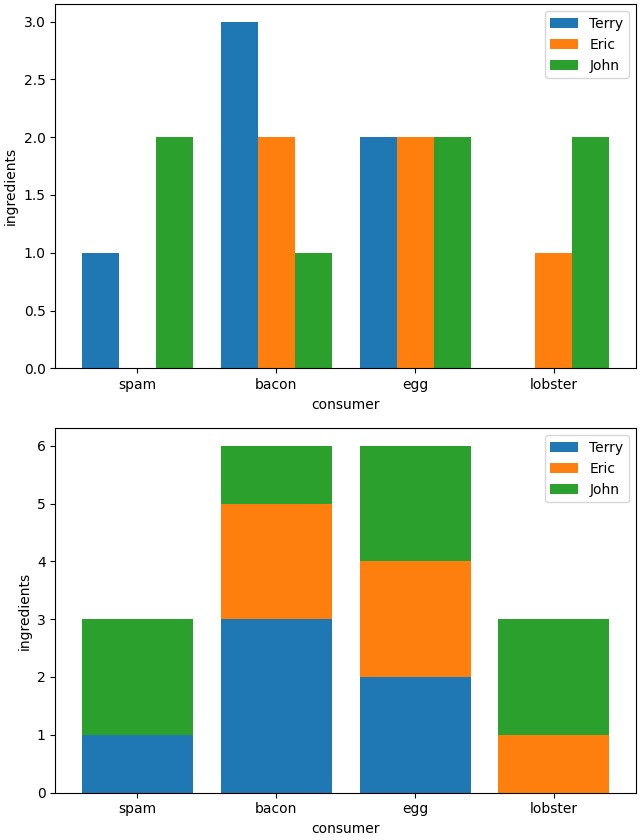 3.0
2.5
2.0
1.5
1.0
0.5
0.0
ingredients
Terry
Eric
John
spam bacon egg lobster
consumer
6
5
4
3
2
1
0
ingredients
Terry
Eric
John
spam bacon egg lobster
consumer